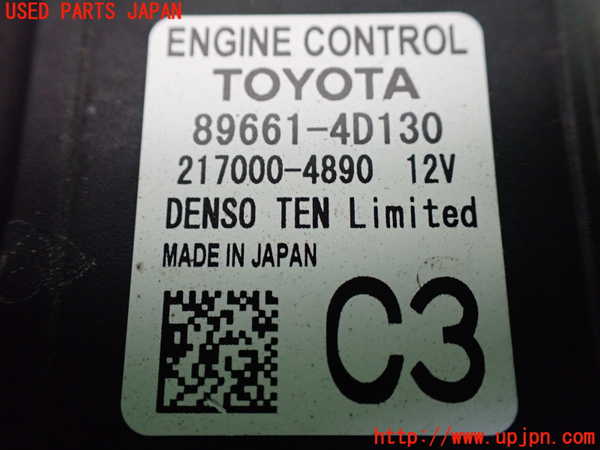 USED PARTS JAPAN
ENGINE CONTROL
TOYOTA
89661-4D130
217000-4890 12V
DENSO TEN Limited
MADE IN JAPAN
C3
http://www.upjpn.com